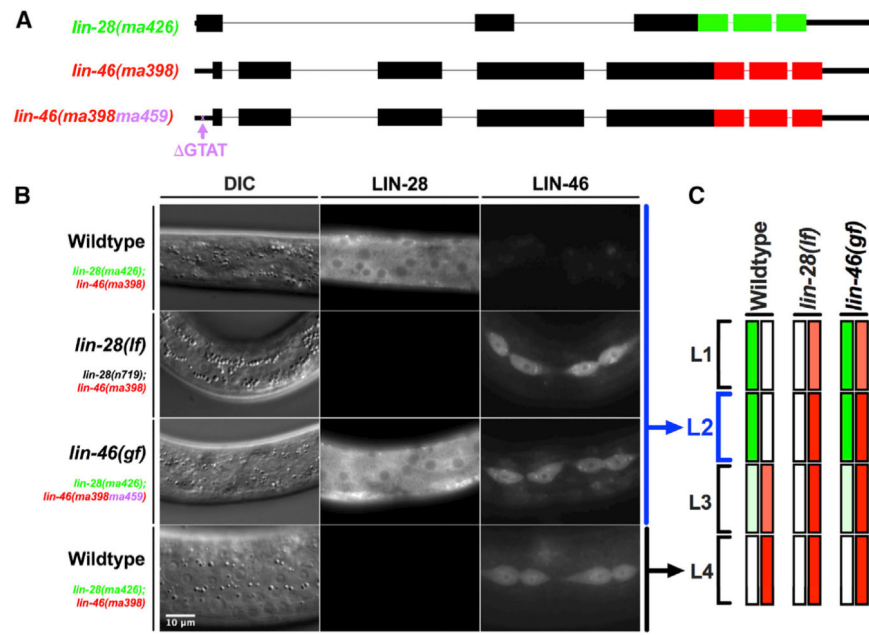 A
lin-28(ma426)
lin-46(ma398)
lin-46(ma398ma459)
ΔGTAT
B
DIC LIN-28 LIN-46
Wildtype
lin-28(ma426);
lin-46(ma398)
lin-28(lf)
lin-28(n719);
lin-46(ma398)
lin-46(gf)
lin-28(ma426);
lin-46(ma398ma459)
Wildtype
lin-28(ma426);
lin-46(ma398)
10 µm
C
Wildtype
lin-28(lf)
lin-46(gf)
L1
L2
L3
L4